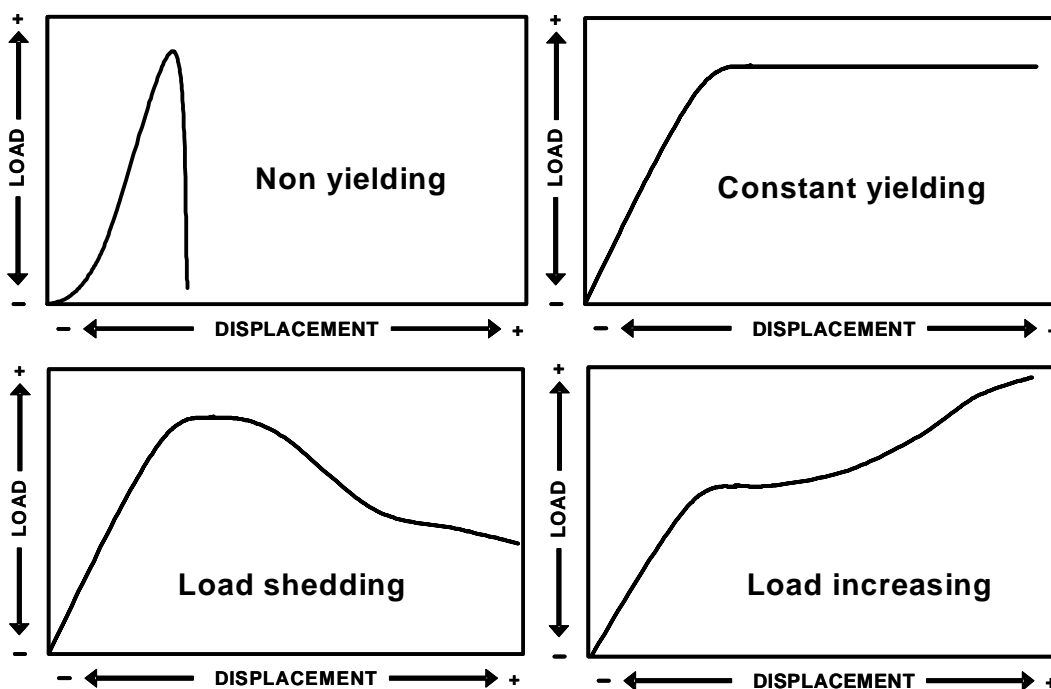 +
LOAD
-
Non yielding
- DISPLACEMENT +
+
LOAD
-
Constant yielding
- DISPLACEMENT +
+
LOAD
-
Load shedding
- DISPLACEMENT +
+
LOAD
-
Load increasing
- DISPLACEMENT +